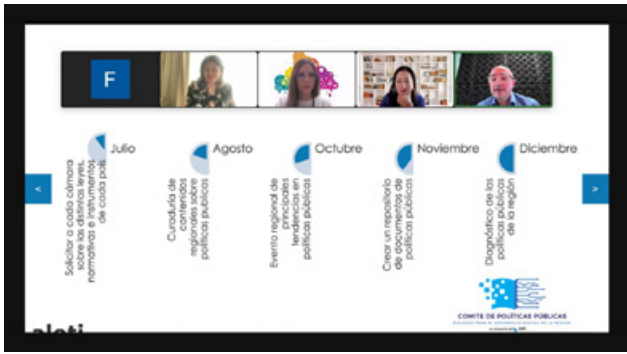 F
Julio
Solicitar a cada cámara
sobre las distintas leyes,
normativas e instrumentos
de cada país
Agosto
Curaduría de
contenidos
regionales sobre
políticas publicas
Octubre
Evento regional de
principales
tendencias en
políticas públicas
Noviembre
Crear un repositorio
de documentos de
políticas públicas
Diciembre
Diagnóstico de las
políticas públicas
de la región
<
>
COMITE DE POLÍTICAS PÚBLICAS
aleti